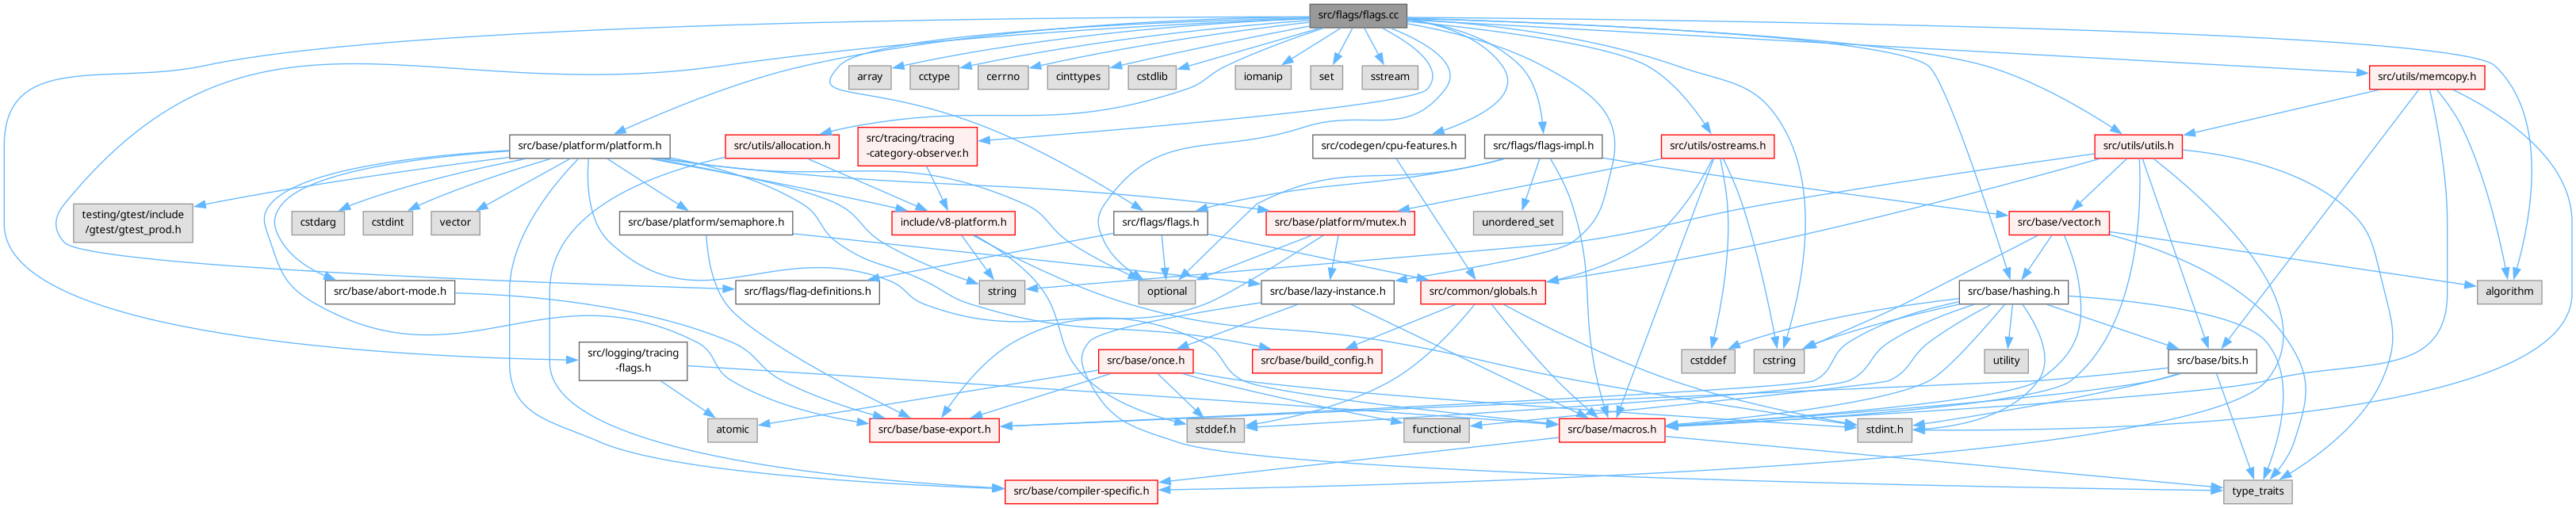 src/flags/flags.cc
array
cctype
cerrno
cinttypes
cstdlib
iomanip
set
sstream
src/utils/memcopy.h
src/base/platform/platform.h
src/utils/allocation.h
src/tracing/tracing
-category-observer.h
src/codegen/cpu-features.h
src/flags/flags-impl.h
src/utils/ostreams.h
src/utils/utils.h
testing/gtest/include
/gtest/gtest_prod.h
cstdarg
cstdint
vector
src/base/platform/semaphore.h
include/v8-platform.h
src/flags/flags.h
src/base/platform/mutex.h
unordered_set
src/base/vector.h
src/base/abort-mode.h
src/flags/flag-definitions.h
string
optional
src/base/lazy-instance.h
src/common/globals.h
src/base/hashing.h
algorithm
src/logging/tracing
-flags.h
src/base/once.h
src/base/build_config.h
cstddef
cstring
utility
src/base/bits.h
atomic
src/base/base-export.h
stddef.h
functional
src/base/macros.h
stdint.h
src/base/compiler-specific.h
type_traits